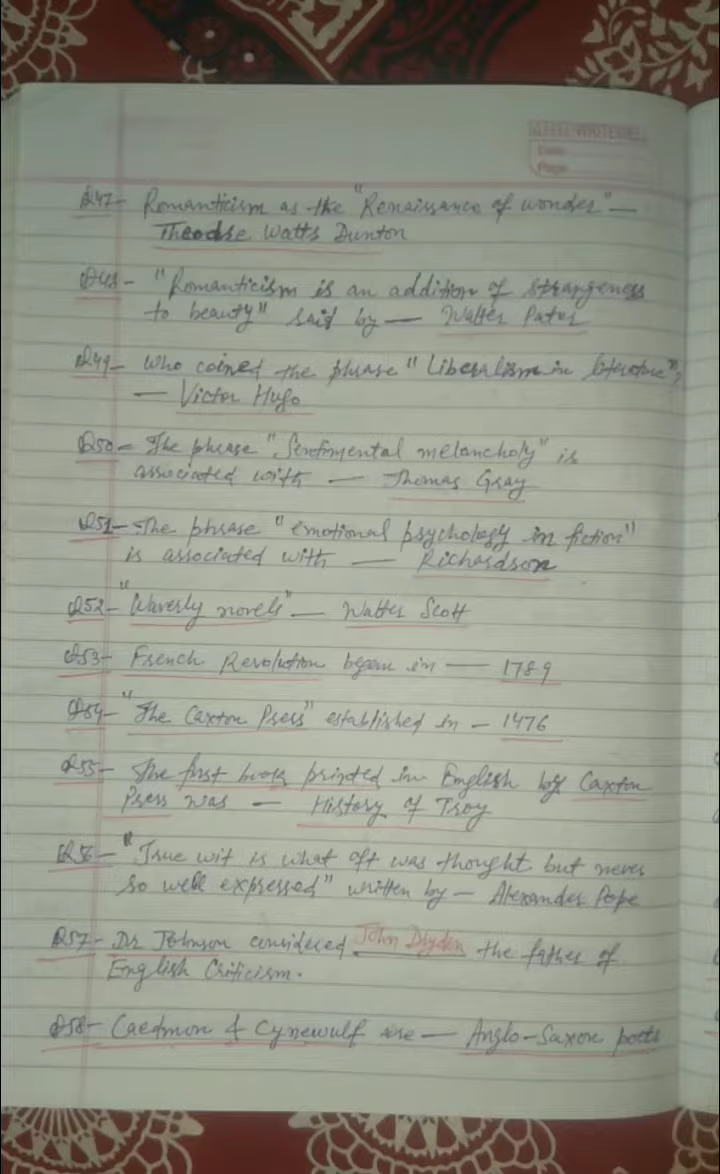 Date
Page
Q47- Romanticism as the "Renaissance of wonder" —
Theodre Watts Dunton
Q48- "Romanticism is an addition of strangeness
to beauty" said by — Walter Pater
Q49- Who coined the phrase "Liberalism in literature"?
— Victor Hugo
Q50- The phrase "Sentimental melancholy" is
associated with — Thomas Gray
Q51- The phrase "emotional psychology in fiction"
is associated with — Richardson
Q52- "Waverly novels" — Walter Scott
Q53- French Revolution began in — 1789
Q54- "The Caxton Press" established in - 1476
Q55- The first book printed in English by Caxton
Press was — History of Troy
Q56- "True wit is what oft was thought but never
so well expressed" written by — Alexander Pope
Q57- Dr Johnson considered John Dryden the father of
English Criticism.
Q58- Caedmon & Cynewulf are — Anglo-Saxon poets